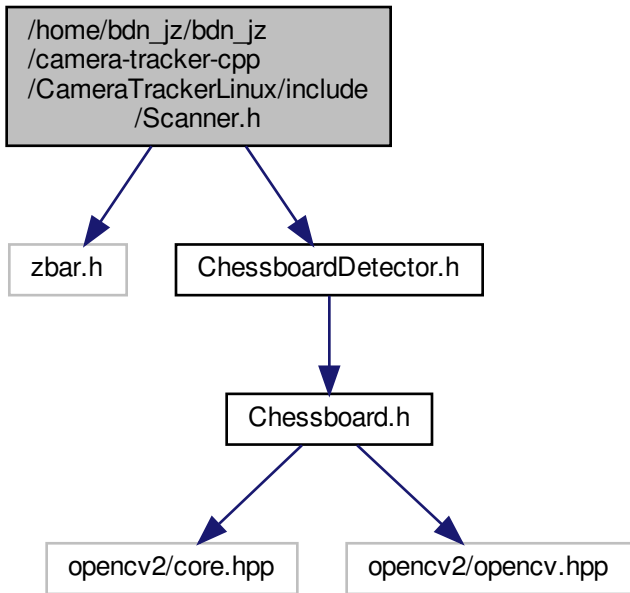 /home/bdn_jz/bdn_jz
/camera-tracker-cpp
/CameraTrackerLinux/include
/Scanner.h
zbar.h
ChessboardDetector.h
Chessboard.h
opencv2/core.hpp
opencv2/opencv.hpp